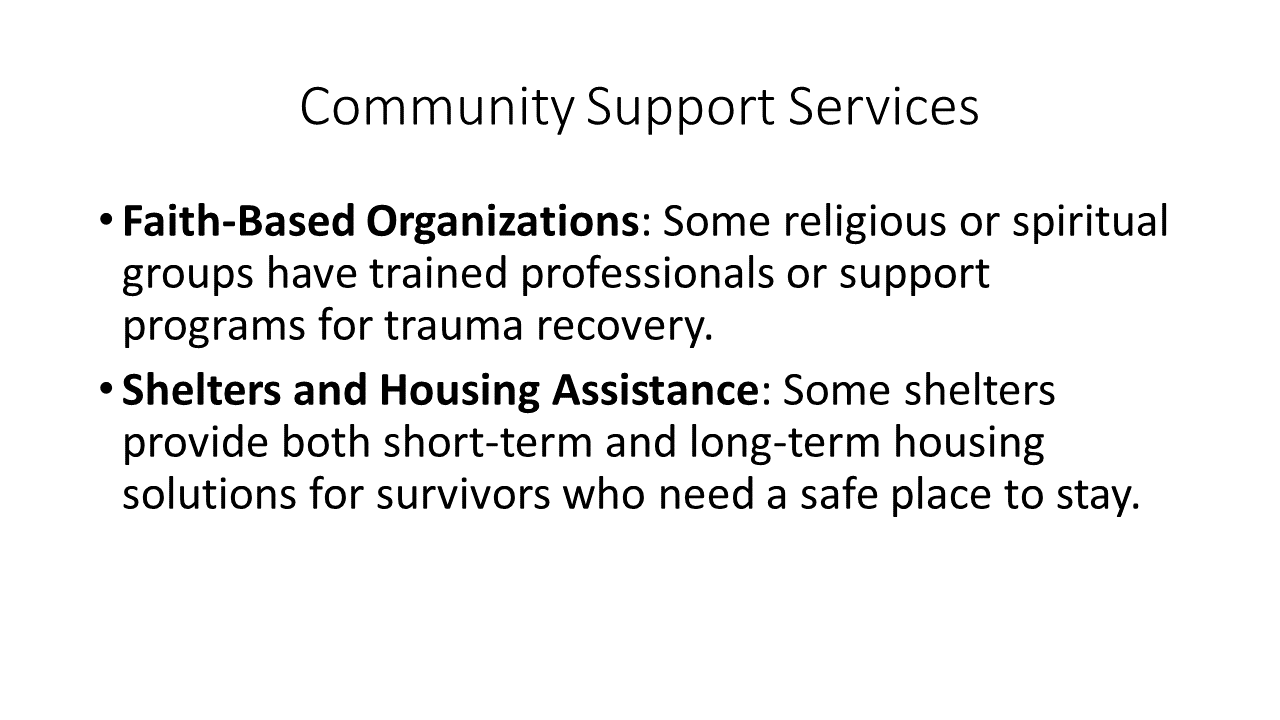 Community Support Services
• Faith-Based Organizations: Some religious or spiritual
groups have trained professionals or support
programs for trauma recovery.
• Shelters and Housing Assistance: Some shelters
provide both short-term and long-term housing
solutions for survivors who need a safe place to stay.